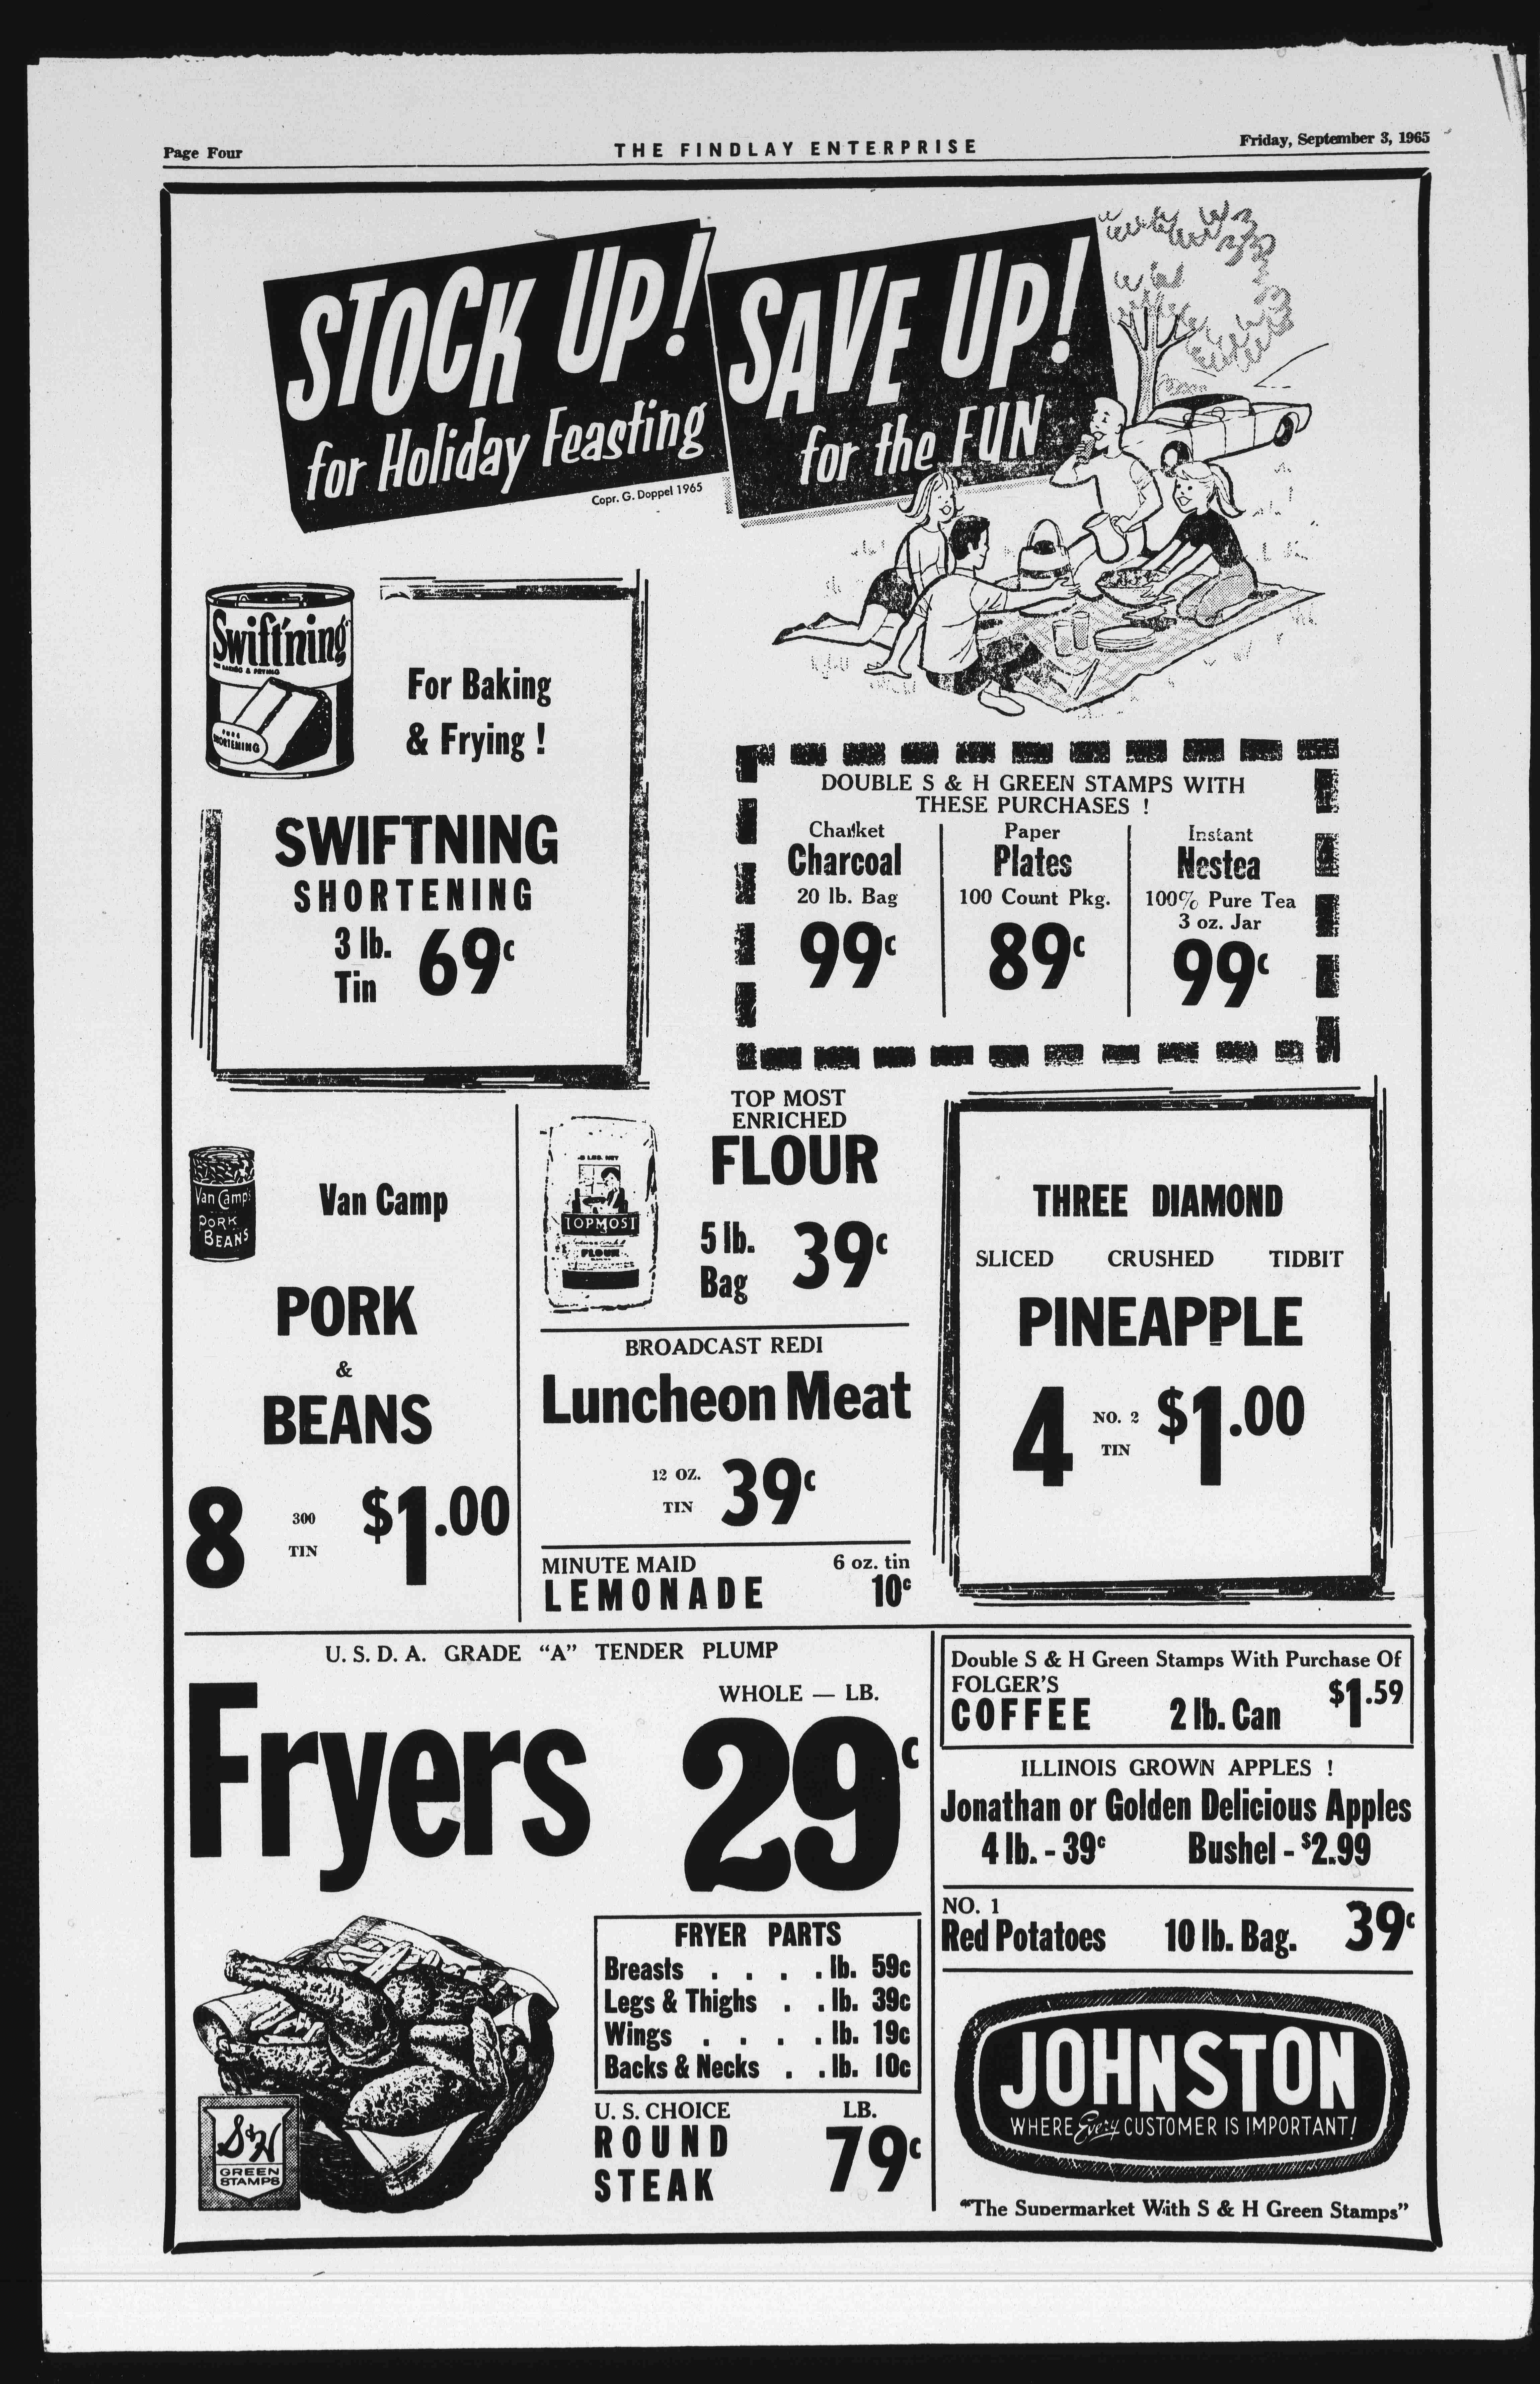 Page Four
THE FINDLAY ENTERPRISE
Friday, September 3, 1965
STOCK UP!
for Holiday Feasting
Copr. G. Doppel 1965
SAVE UP!
for the FUN
Swift'ning
FOR BAKING & FRYING
PURE
SHORTENING
For Baking
& Frying !
SWIFTNING
SHORTENING
3 lb.
Tin
69c
DOUBLE S & H GREEN STAMPS WITH
THESE PURCHASES !
Charket
Charcoal
20 lb. Bag
99c
Paper
Plates
100 Count Pkg.
89c
Instant
Nestea
100% Pure Tea
3 oz. Jar
99c
Van Camp's
PORK
BEANS
Van Camp
PORK
&
BEANS
8 300 TIN $1.00
TOP MOST
ENRICHED
FLOUR
5 LBS. NET
TOPMOST
FLOUR
5 lb.
Bag
39c
BROADCAST REDI
Luncheon Meat
12 OZ.
TIN
39c
MINUTE MAID 6 oz. tin
LEMONADE 10c
THREE DIAMOND
SLICED CRUSHED TIDBIT
PINEAPPLE
4 NO. 2 TIN $1.00
U. S. D. A. GRADE "A" TENDER PLUMP
WHOLE — LB.
Fryers 29c
FRYER PARTS
Breasts . . . . lb. 59c
Legs & Thighs . . lb. 39c
Wings . . . . lb. 19c
Backs & Necks . . lb. 10c
S&H
GREEN
STAMPS
U. S. CHOICE LB.
ROUND
STEAK
79c
Double S & H Green Stamps With Purchase Of
FOLGER'S
COFFEE 2 lb. Can $1.59
ILLINOIS GROWN APPLES !
Jonathan or Golden Delicious Apples
4 lb. - 39c Bushel - $2.99
NO. 1
Red Potatoes 10 lb. Bag. 39c
JOHNSTON
WHERE Every CUSTOMER IS IMPORTANT!
"The Supermarket With S & H Green Stamps"